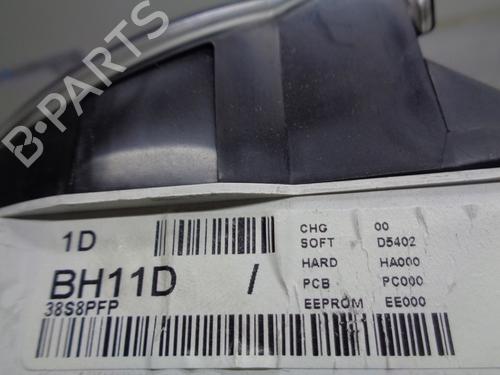 B-PARTS
1D
BH11D /
38S8PFP
CHG 00
SOFT D5402
HARD HA000
PCB PC000
EEPROM EE000